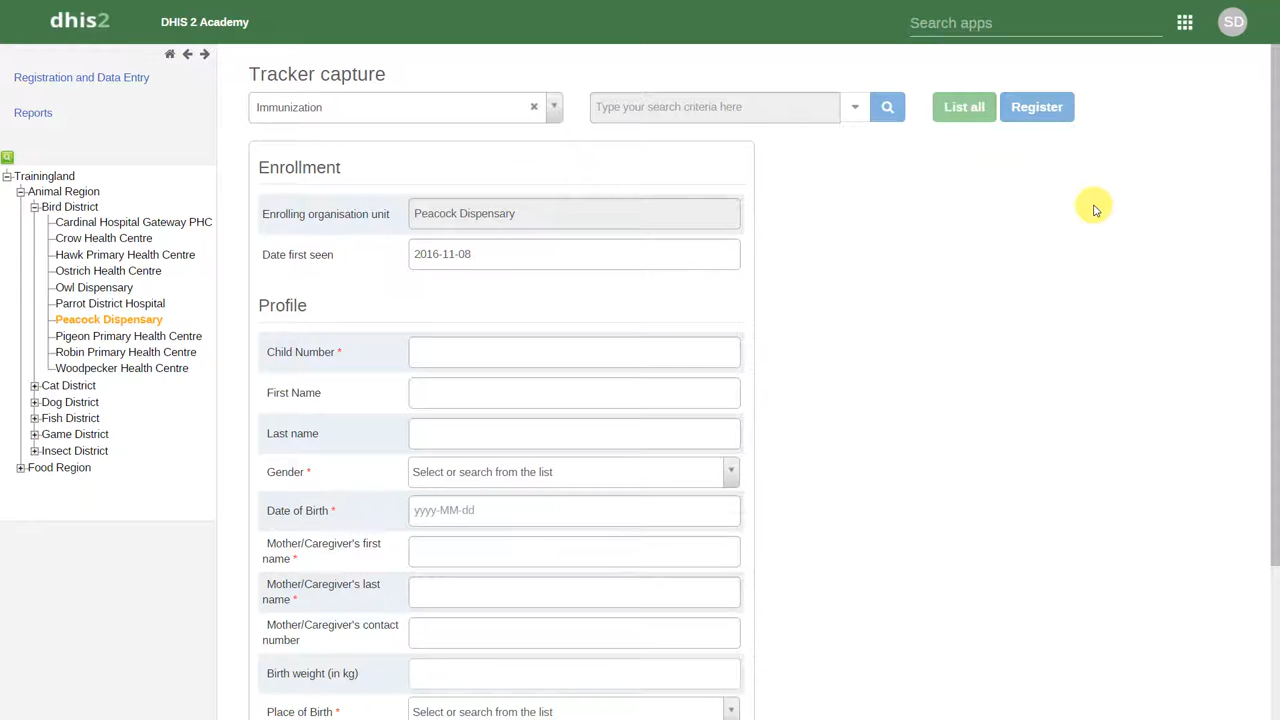 dhis2
DHIS 2 Academy
Search apps
SD
Registration and Data Entry
Reports
Trainingland
Animal Region
Bird District
Cardinal Hospital Gateway PHC
Crow Health Centre
Hawk Primary Health Centre
Ostrich Health Centre
Owl Dispensary
Parrot District Hospital
Peacock Dispensary
Pigeon Primary Health Centre
Robin Primary Health Centre
Woodpecker Health Centre
Cat District
Dog District
Fish District
Game District
Insect District
Food Region
Tracker capture
Immunization
Type your search criteria here
List all
Register
Enrollment
Enrolling organisation unit
Peacock Dispensary
Date first seen
2016-11-08
Profile
Child Number *
First Name
Last name
Gender *
Select or search from the list
Date of Birth *
yyyy-MM-dd
Mother/Caregiver's first
name *
Mother/Caregiver's last
name *
Mother/Caregiver's contact
number
Birth weight (in kg)
Place of Birth *
Select or search from the list